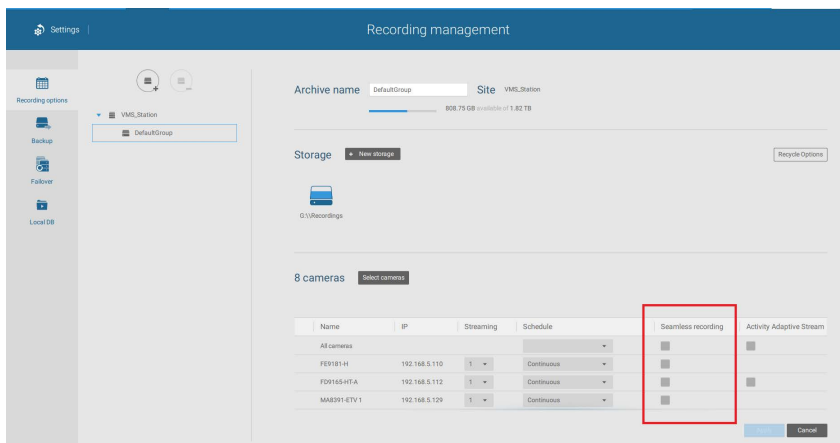 Settings
Recording management
Recording options
Backup
Failover
Local DB
VMS_Station
DefaultGroup
Archive name DefaultGroup Site VMS_Station
808.75 GB available of 1.82 TB
Storage + New storage Recycle Options
G:\\Recordings
8 cameras Select cameras
Name IP Streaming Schedule Seamless recording Activity Adaptive Stream
All cameras
FE9181-H 192.168.5.110 1 Continuous
FD9165-HT-A 192.168.5.112 1 Continuous
MA8391-ETV 1 192.168.5.129 1 Continuous
Cancel